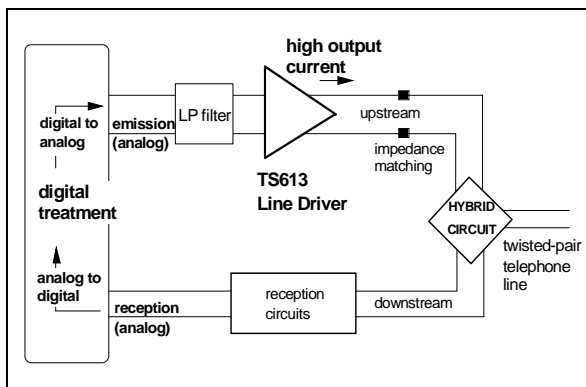 high output
current
LP filter
digital to
analog
emission
(analog)
upstream
impedance
matching
TS613
Line Driver
digital
treatment
HYBRID
CIRCUIT
twisted-pair
telephone
line
analog to
digital
reception
(analog)
reception
circuits
downstream